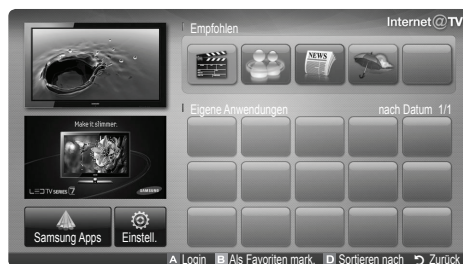 Internet@TV
Empfohlen
NEWS
Eigene Anwendungen nach Datum 1/1
Make it slimmer.
LED TV SERIES 7 SAMSUNG
Samsung Apps Einstell.
A Login B Als Favoriten mark. D Sortieren nach Zurück